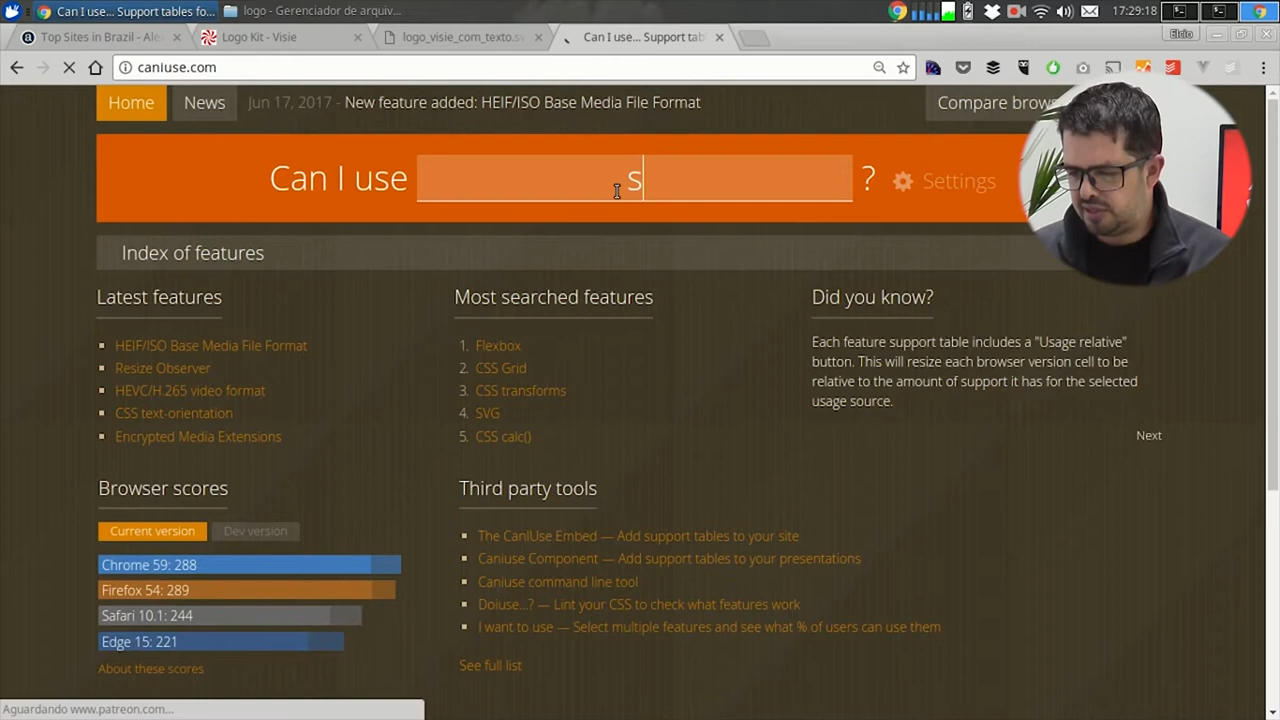 Can I use... Support tables fo...
logo - Gerenciador de arquiv...
17:29:18
Top Sites in Brazil - Ale
Logo Kit - Visie
logo_visie_com_texto.sv
Can I use... Support tabl
Elcio
caniuse.com
Home
News
Jun 17, 2017 - New feature added: HEIF/ISO Base Media File Format
Compare brow
Can I use s ?
Settings
Index of features
Latest features
HEIF/ISO Base Media File Format
Resize Observer
HEVC/H.265 video format
CSS text-orientation
Encrypted Media Extensions
Most searched features
1. Flexbox
2. CSS Grid
3. CSS transforms
4. SVG
5. CSS calc()
Did you know?
Each feature support table includes a "Usage relative"
button. This will resize each browser version cell to be
relative to the amount of support it has for the selected
usage source.
Next
Browser scores
Current version
Dev version
Chrome 59: 288
Firefox 54: 289
Safari 10.1: 244
Edge 15: 221
About these scores
Third party tools
The CanIUse Embed — Add support tables to your site
Caniuse Component — Add support tables to your presentations
Caniuse command line tool
Doiuse...? — Lint your CSS to check what features work
I want to use — Select multiple features and see what % of users can use them
See full list
Aguardando www.patreon.com...